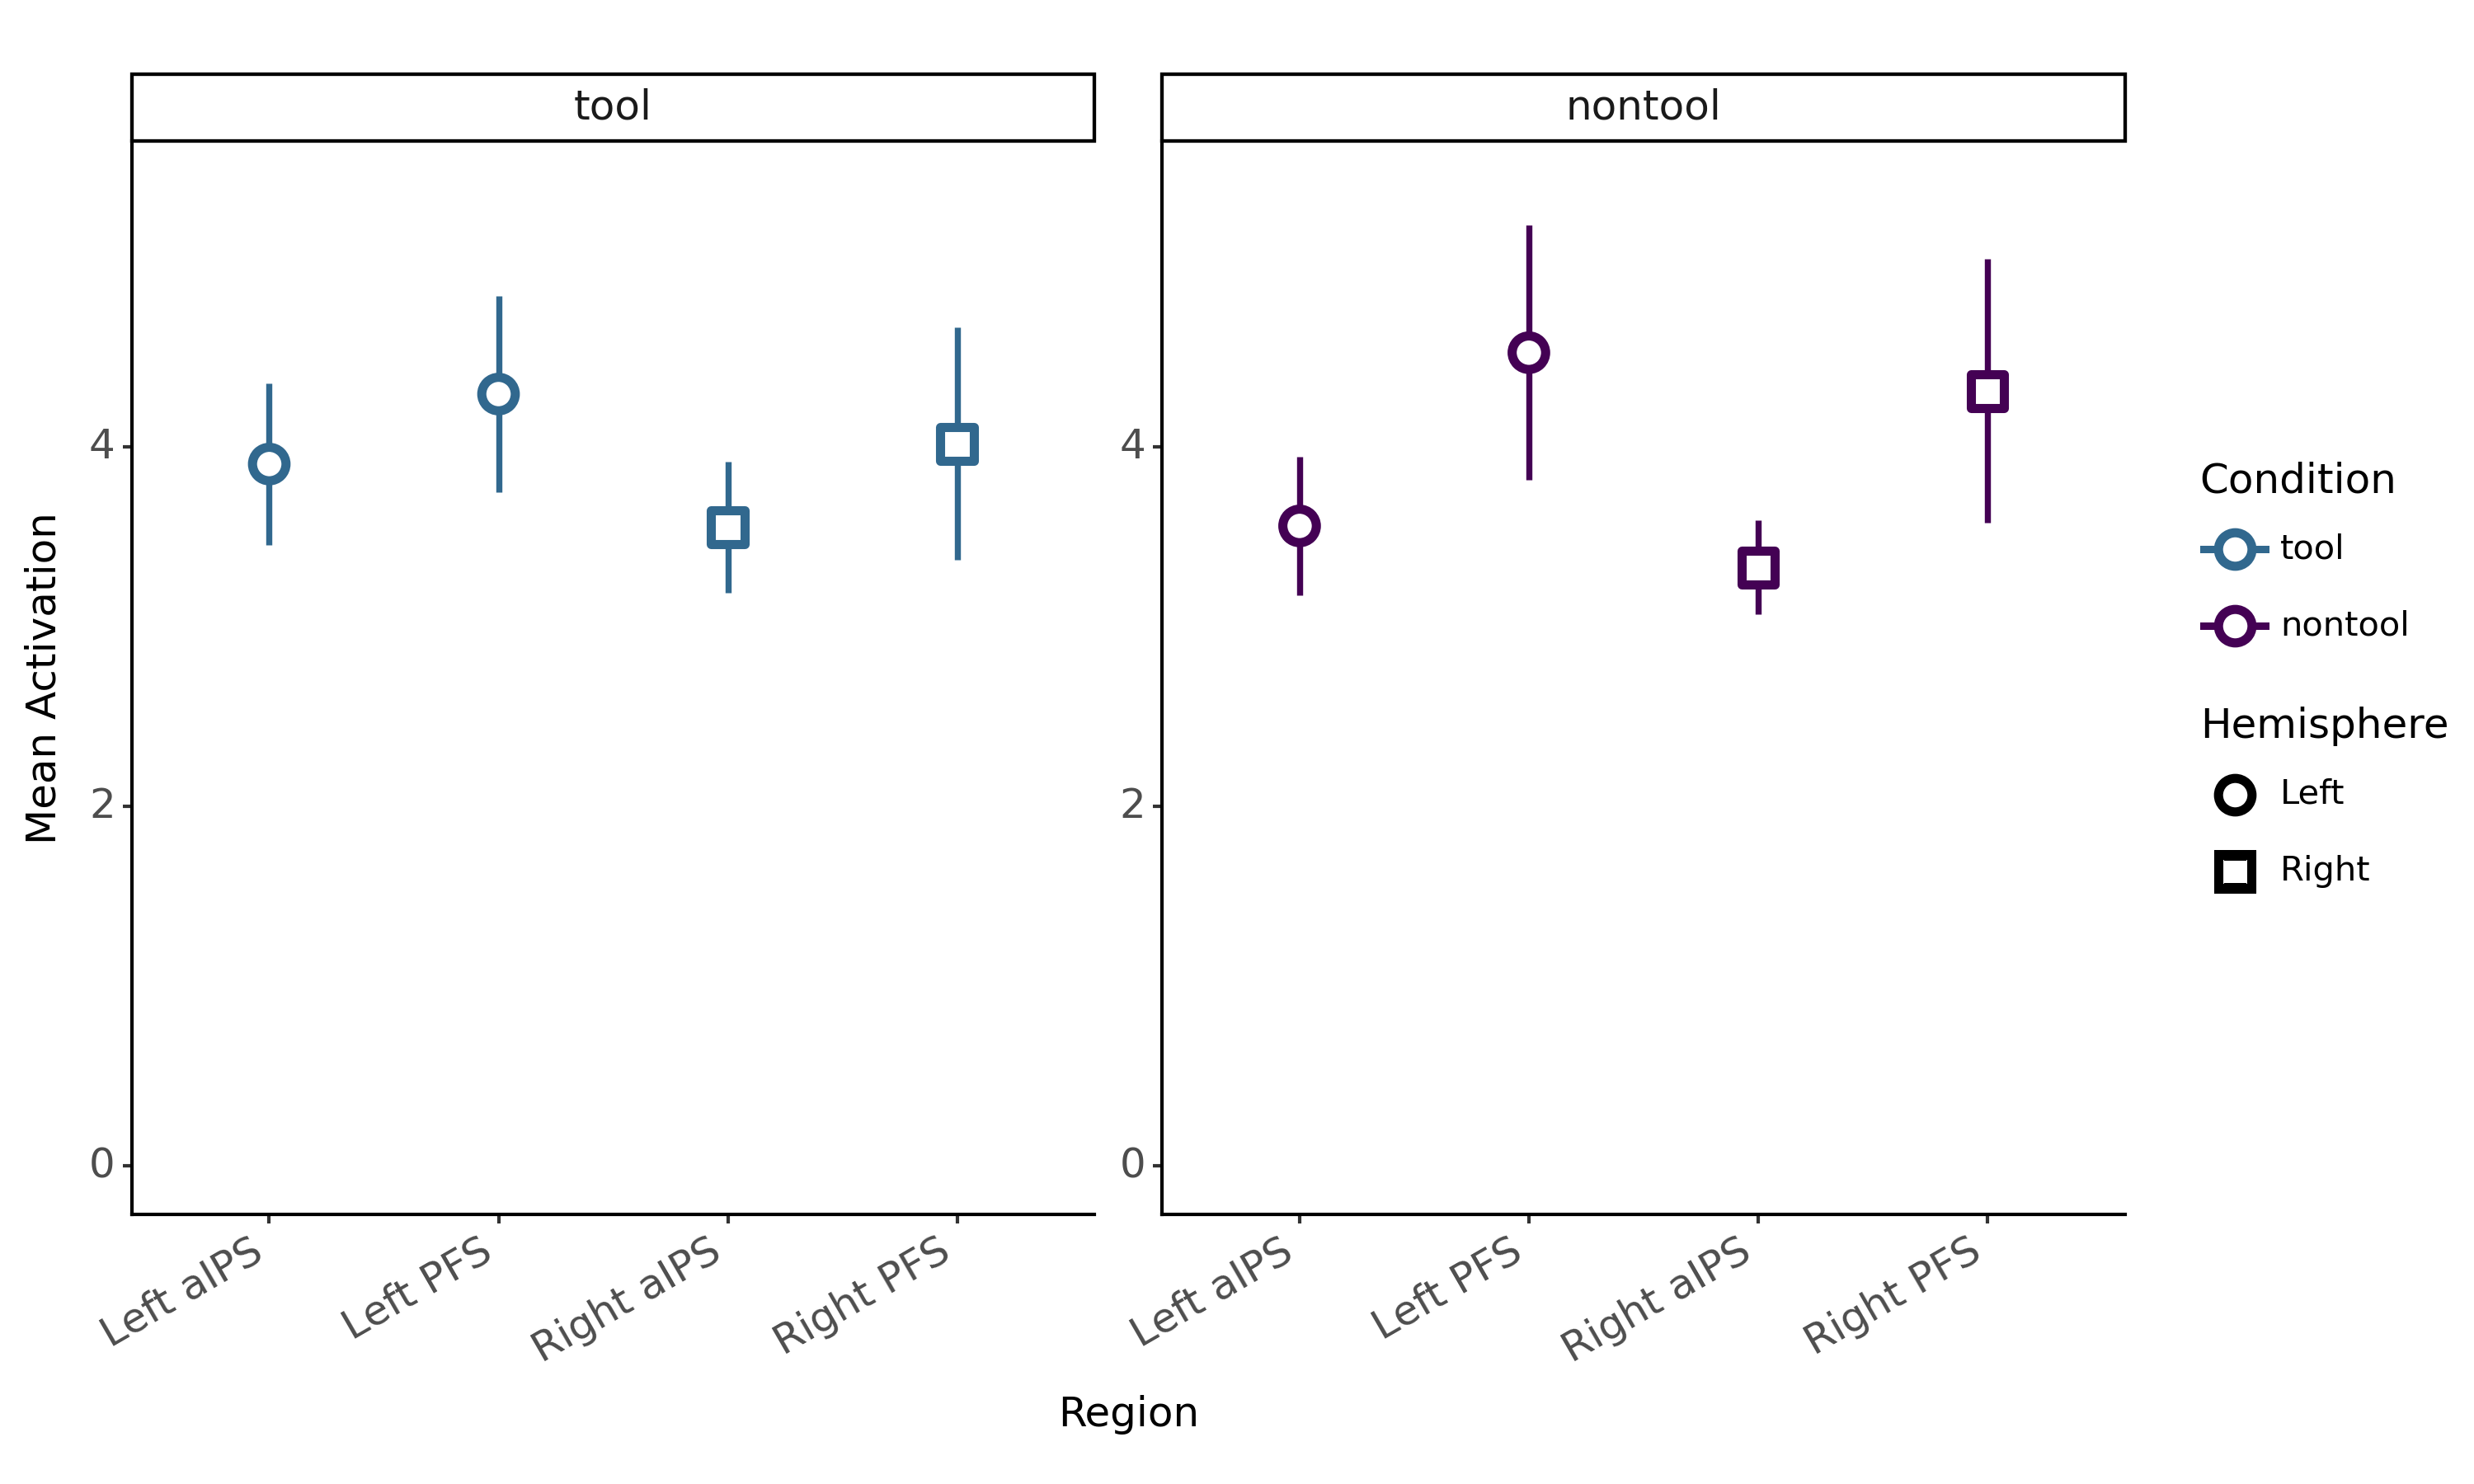 tool
nontool
Mean Activation
4
2
0
4
2
0
Left aIPS
Left PFS
Right aIPS
Right PFS
Left aIPS
Left PFS
Right aIPS
Right PFS
Region
Condition
tool
nontool
Hemisphere
Left
Right